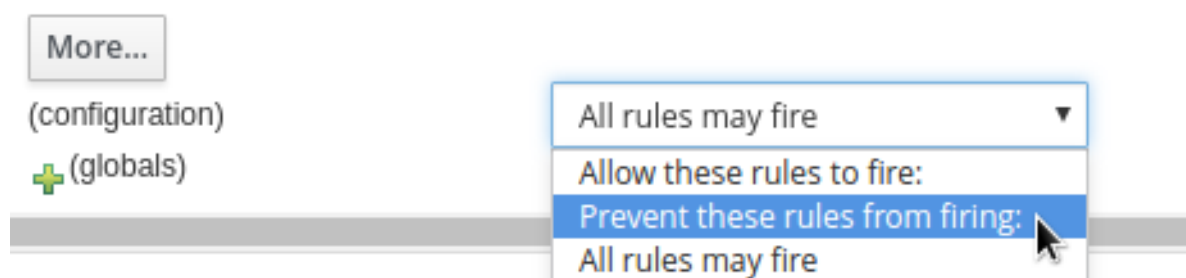 More...
(configuration)
All rules may fire
(globals)
Allow these rules to fire:
Prevent these rules from firing:
All rules may fire